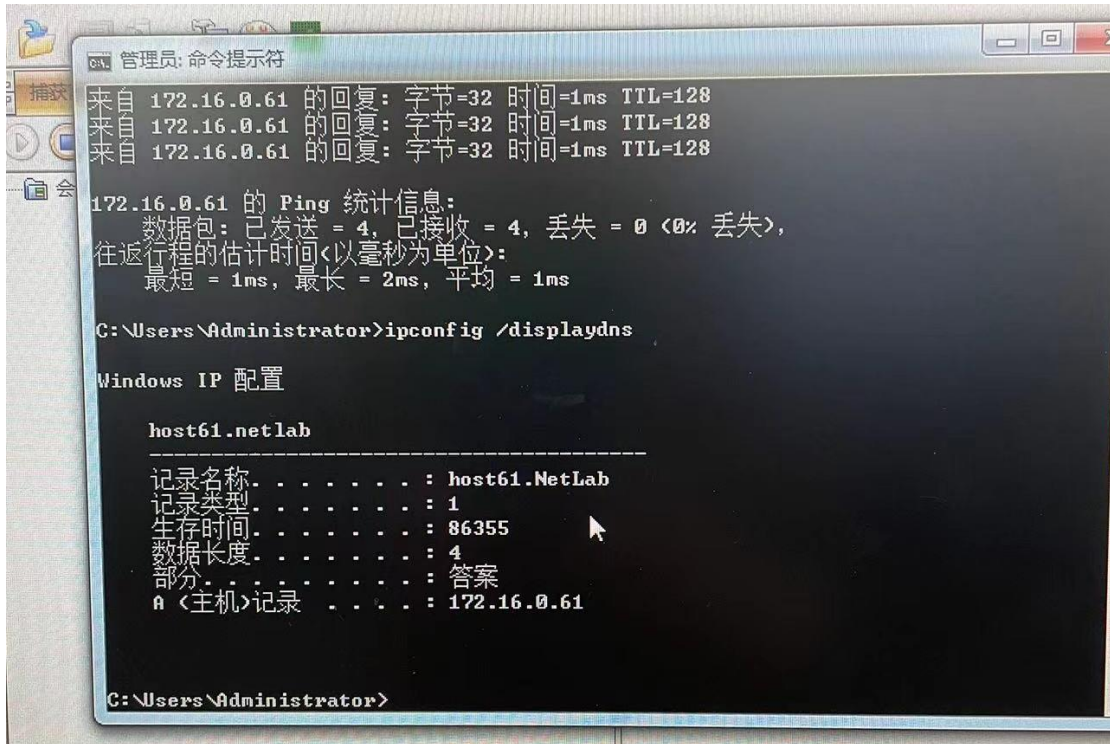 管理员: 命令提示符
捕获
来自 172.16.0.61 的回复: 字节=32 时间=1ms TTL=128
来自 172.16.0.61 的回复: 字节=32 时间=1ms TTL=128
来自 172.16.0.61 的回复: 字节=32 时间=1ms TTL=128
会
172.16.0.61 的 Ping 统计信息:
数据包: 已发送 = 4, 已接收 = 4, 丢失 = 0 (0% 丢失),
往返行程的估计时间(以毫秒为单位):
最短 = 1ms, 最长 = 2ms, 平均 = 1ms
C:\Users\Administrator>ipconfig /displaydns
Windows IP 配置
host61.netlab
----------------------------------------
记录名称. . . . . . . : host61.NetLab
记录类型. . . . . . . : 1
生存时间. . . . . . . : 86355
数据长度. . . . . . . : 4
部分. . . . . . . . . : 答案
A (主机)记录 . . . . : 172.16.0.61
C:\Users\Administrator>